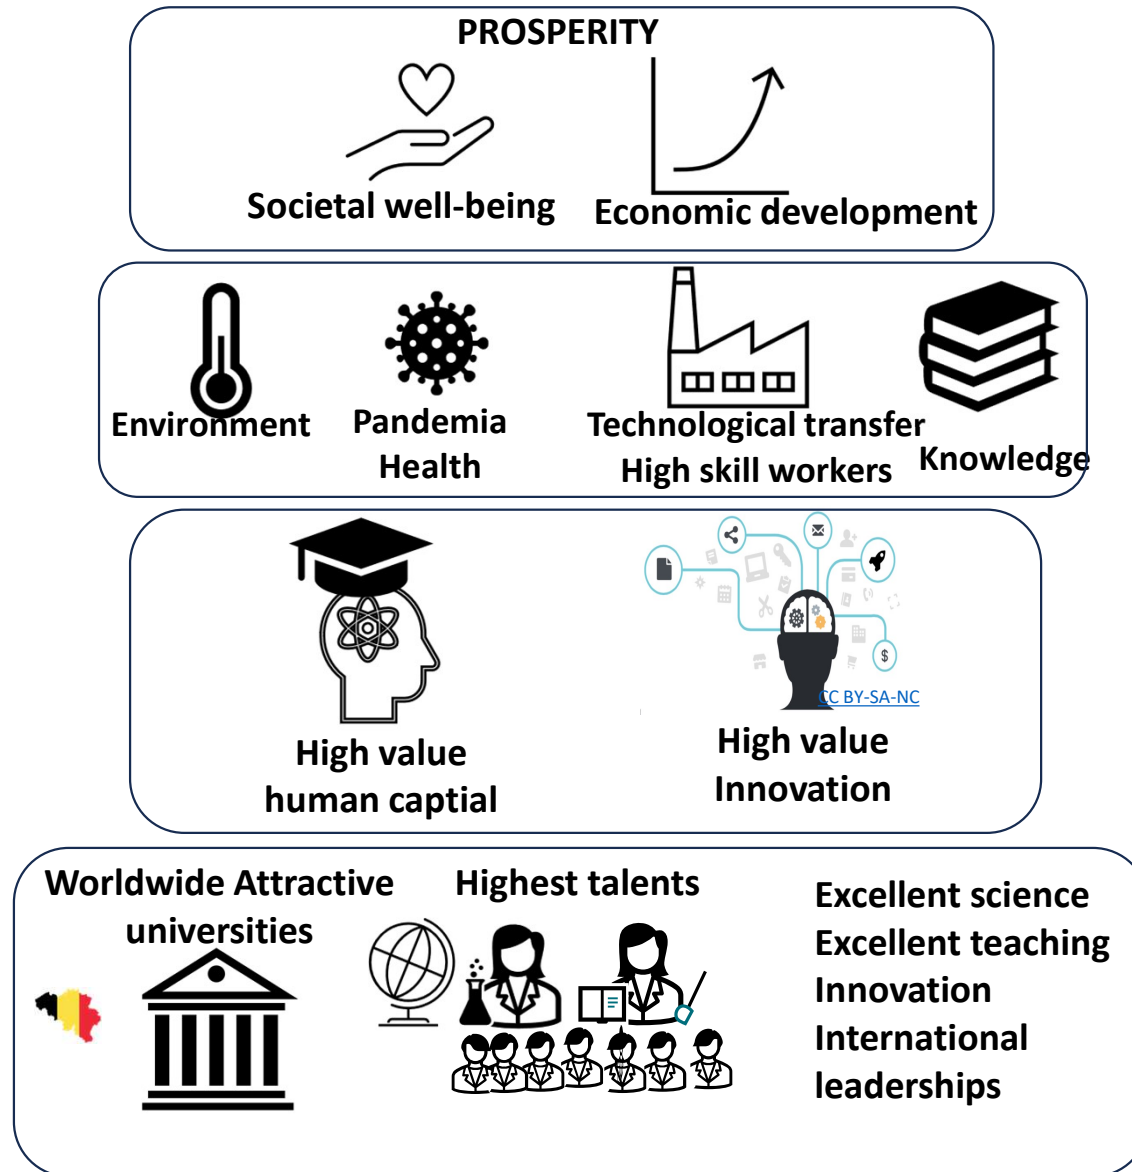 PROSPERITY
Societal well-being
Economic development
Environment
Pandemia
Health
Technological transfer
High skill workers
Knowledge
High value
human captial
$
CC BY-SA-NC
High value
Innovation
Worldwide Attractive
universities
Highest talents
Excellent science
Excellent teaching
Innovation
International
leaderships